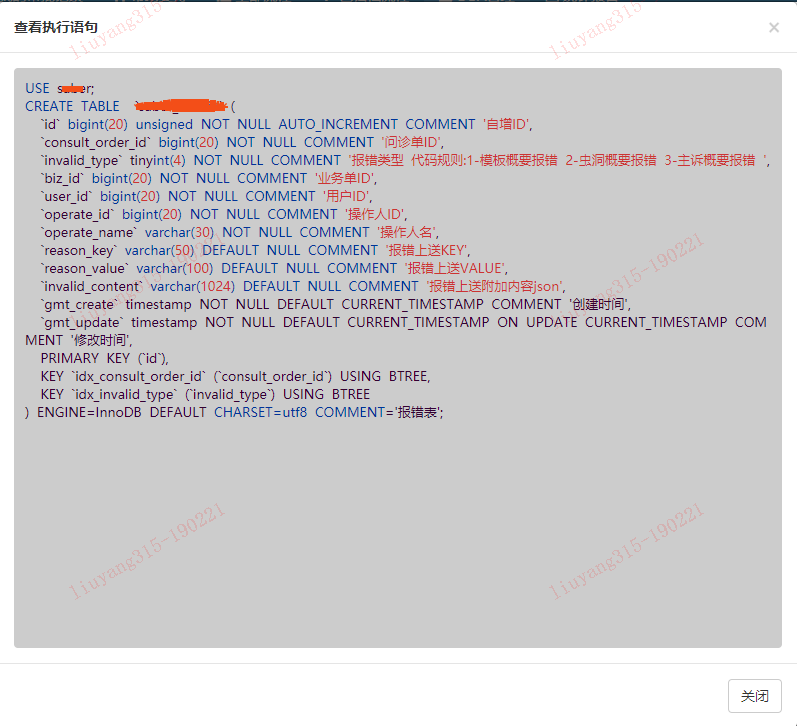 查看执行语句
×
USE
CREATE TABLE (
`id` bigint(20) unsigned NOT NULL AUTO_INCREMENT COMMENT '自增ID',
`consult_order_id` bigint(20) NOT NULL COMMENT '问诊单ID',
`invalid_type` tinyint(4) NOT NULL COMMENT '报错类型 代码规则:1-模板概要报错 2-虫洞概要报错 3-主诉概要报错 ',
`biz_id` bigint(20) NOT NULL COMMENT '业务单ID',
`user_id` bigint(20) NOT NULL COMMENT '用户ID',
`operate_id` bigint(20) NOT NULL COMMENT '操作人ID',
`operate_name` varchar(30) NOT NULL COMMENT '操作人名',
`reason_key` varchar(50) DEFAULT NULL COMMENT '报错上送KEY',
`reason_value` varchar(100) DEFAULT NULL COMMENT '报错上送VALUE',
`invalid_content` varchar(1024) DEFAULT NULL COMMENT '报错上送附加内容json',
`gmt_create` timestamp NOT NULL DEFAULT CURRENT_TIMESTAMP COMMENT '创建时间',
`gmt_update` timestamp NOT NULL DEFAULT CURRENT_TIMESTAMP ON UPDATE CURRENT_TIMESTAMP COM
MENT '修改时间',
PRIMARY KEY (`id`),
KEY `idx_consult_order_id` (`consult_order_id`) USING BTREE,
KEY `idx_invalid_type` (`invalid_type`) USING BTREE
) ENGINE=InnoDB DEFAULT CHARSET=utf8 COMMENT='报错表';
liuyang315-190221
liuyang315-190221
liuyang315-190221
关闭